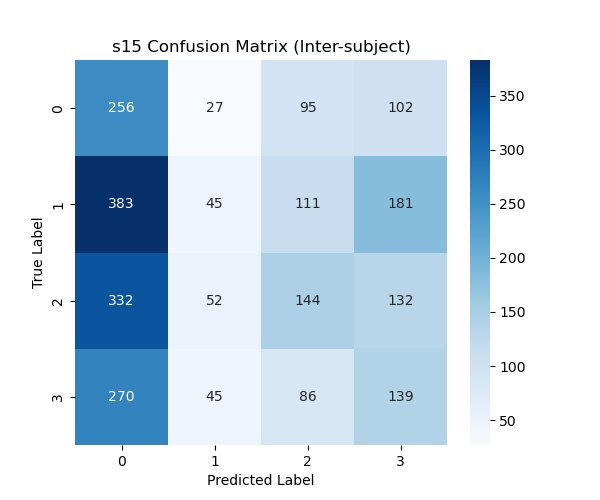 s15 Confusion Matrix (Inter-subject)
0 256 27 95 102
1 383 45 111 181
2 332 52 144 132
3 270 45 86 139
0 1 2 3
True Label
Predicted Label
350
300
250
200
150
100
50